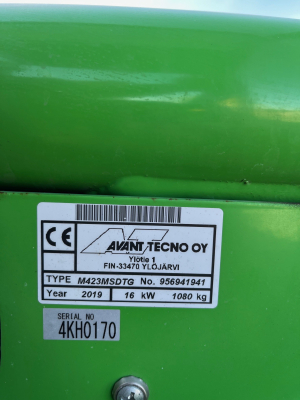 CE
AVANT TECNO OY
Ylötie 1
FIN-33470 YLÖJÄRVI
TYPE M423MSDTG No. 956941941
Year 2019 16 kW 1080 kg
SERIAL NO
4KH0170